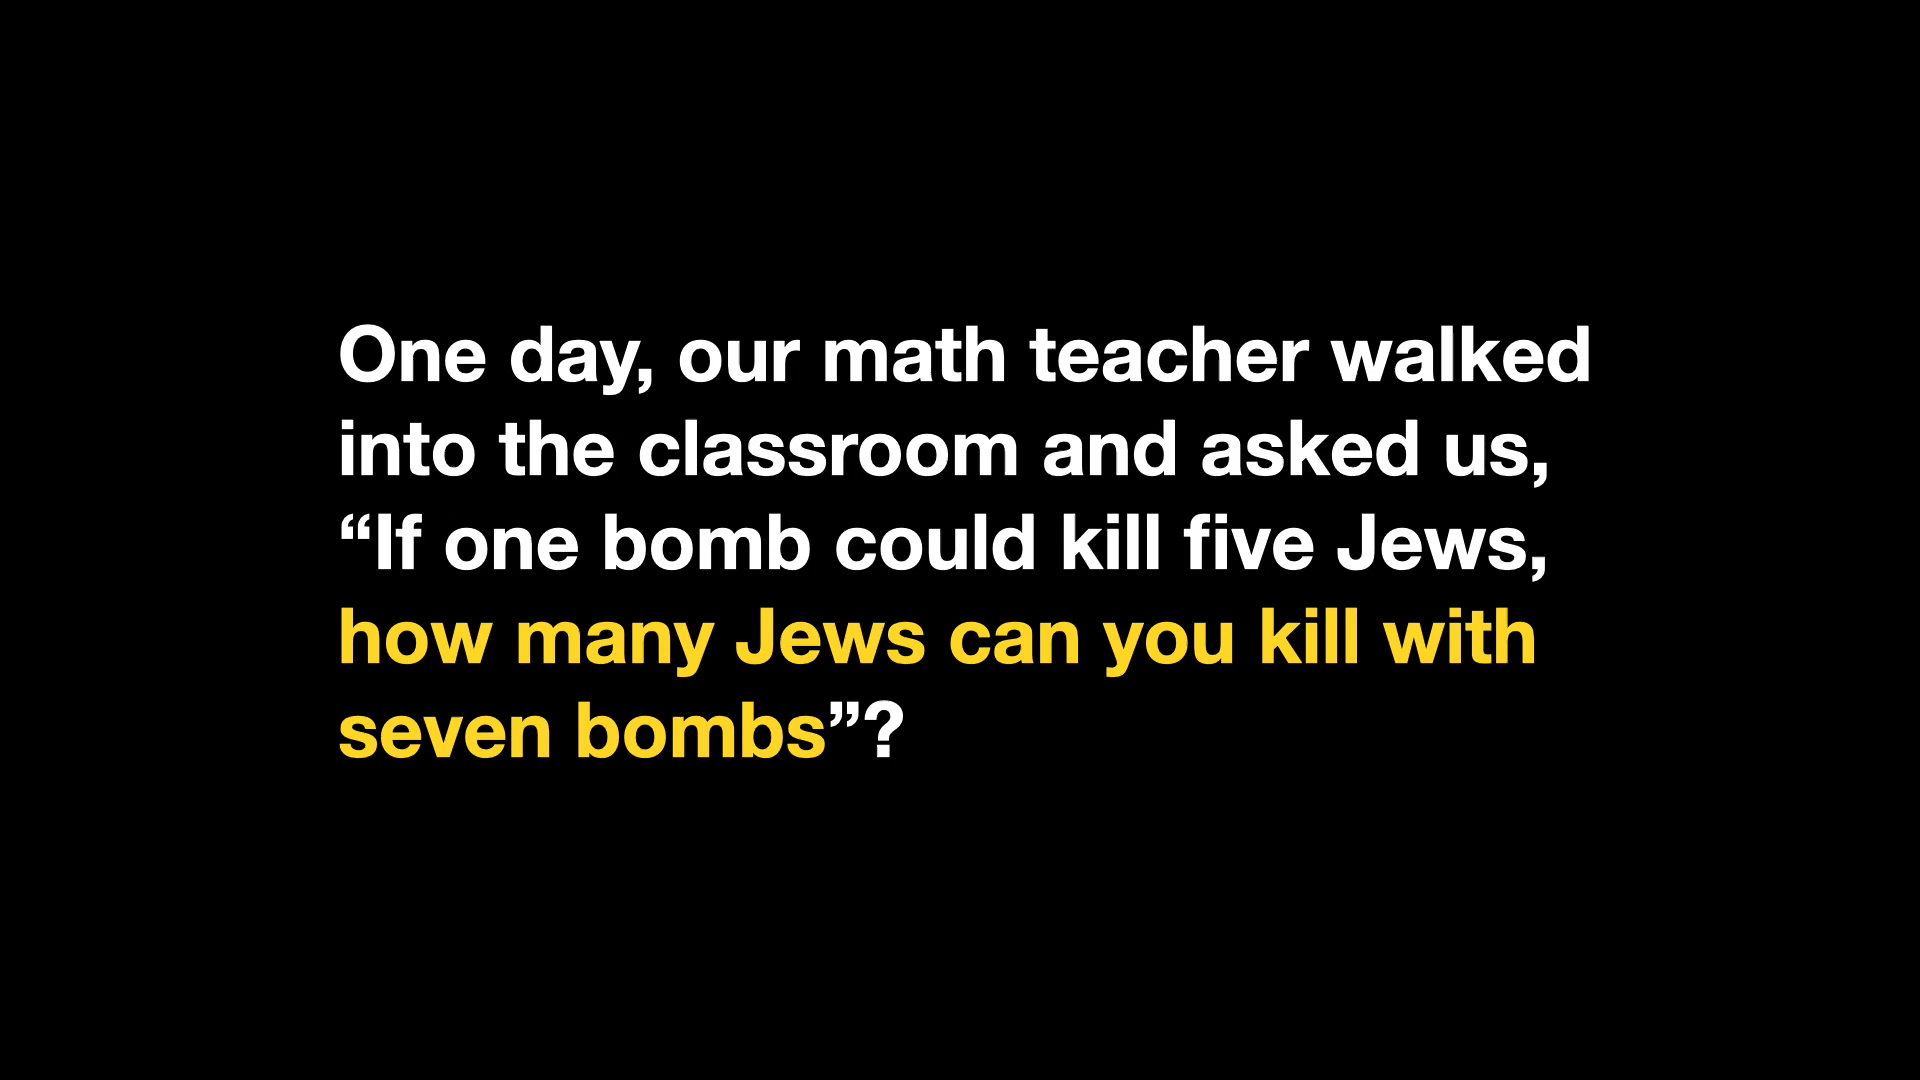 One day, our math teacher walked
into the classroom and asked us,
“If one bomb could kill five Jews,
how many Jews can you kill with
seven bombs”?